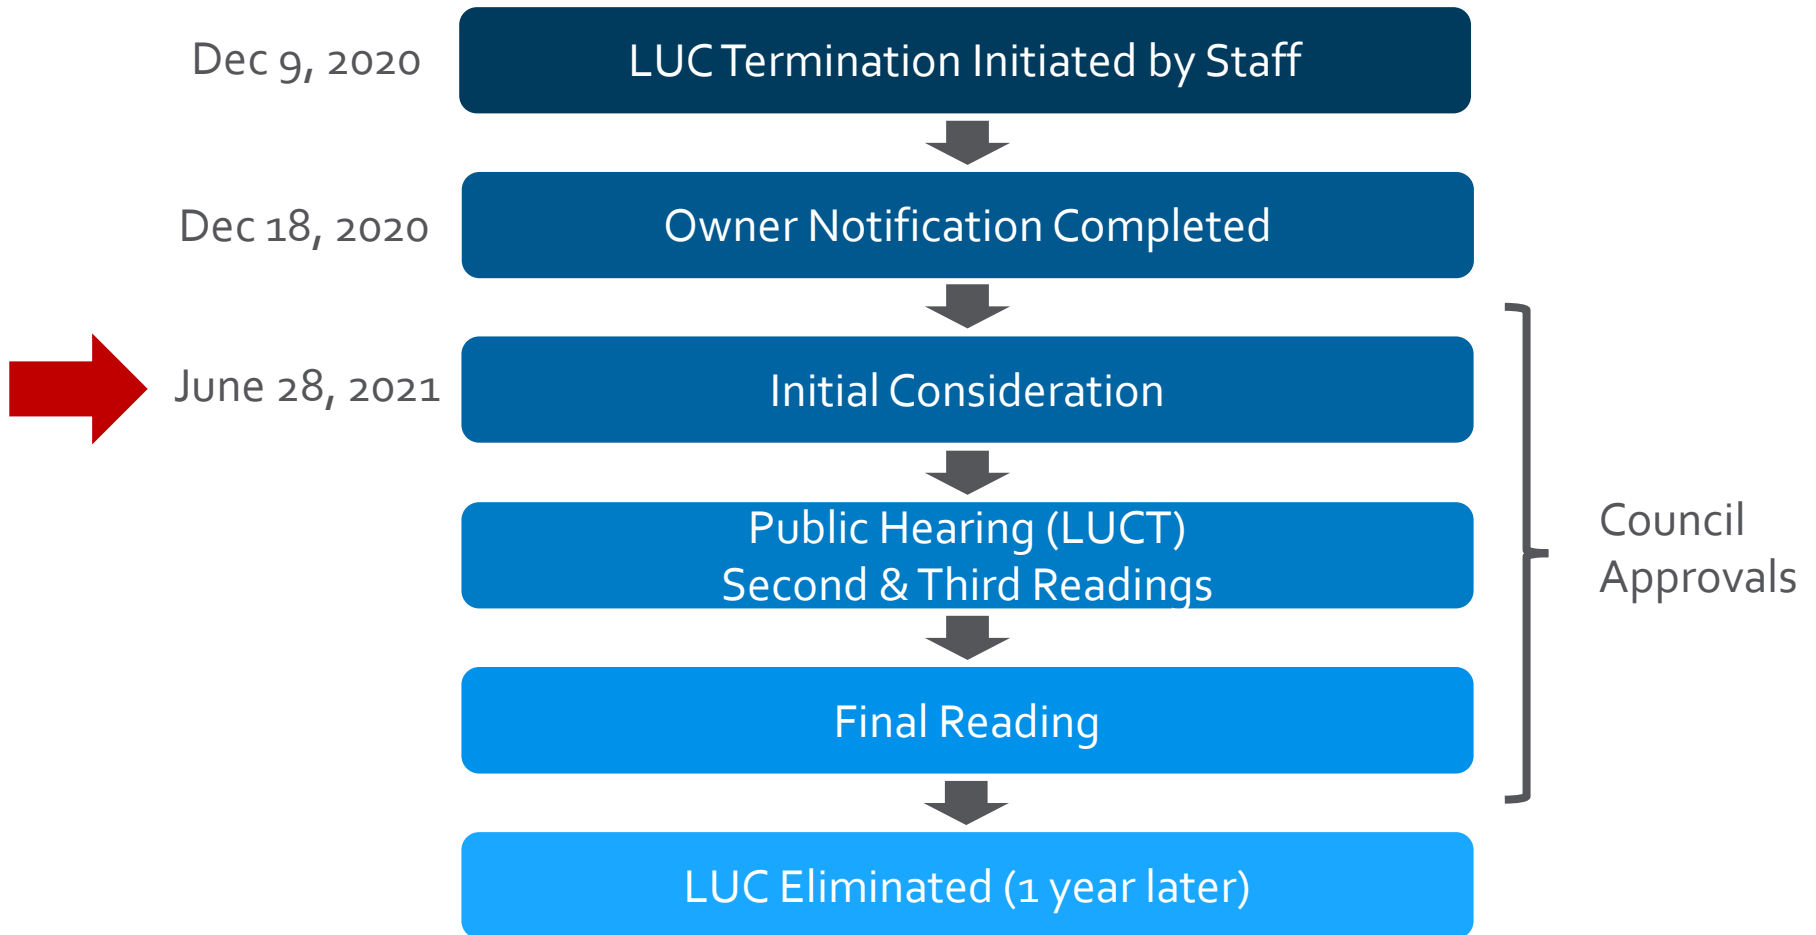 Dec 9, 2020
LUC Termination Initiated by Staff
Dec 18, 2020
Owner Notification Completed
June 28, 2021
Initial Consideration
Public Hearing (LUCT)
Second & Third Readings
Council
Approvals
Final Reading
LUC Eliminated (1 year later)